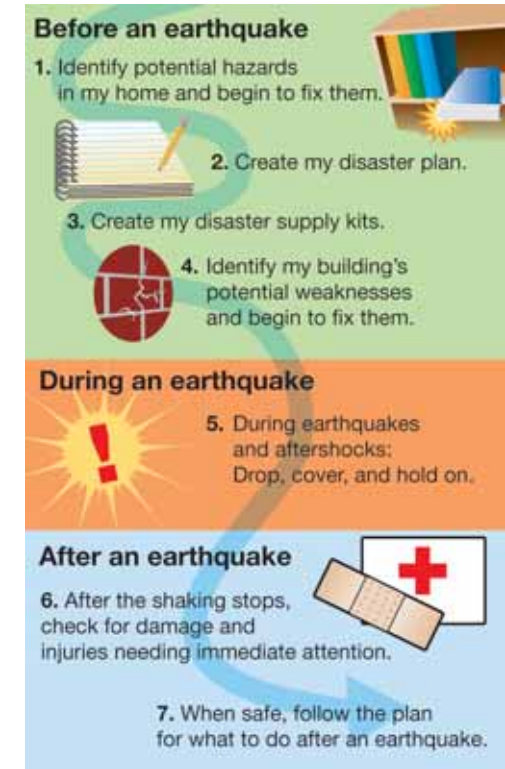 Before an earthquake
1. Identify potential hazards
in my home and begin to fix them.
2. Create my disaster plan.
3. Create my disaster supply kits.
4. Identify my building's
potential weaknesses
and begin to fix them.
During an earthquake
5. During earthquakes
and aftershocks:
Drop, cover, and hold on.
After an earthquake
6. After the shaking stops,
check for damage and
injuries needing immediate attention.
7. When safe, follow the plan
for what to do after an earthquake.